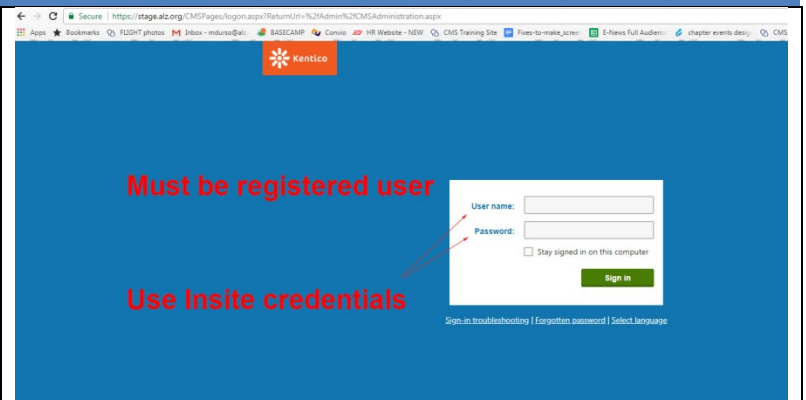 Secure | https://stage.alz.org/CMSPages/logon.aspx?ReturnUrl=%2fAdmin%2fCMSAdministration.aspx
Apps Bookmarks FLIGHT photos Inbox - mdurso@alz BASECAMP Convio HR Website - NEW CMS Training Site Fixes-to-make_screen E-News Full Audienc chapter events desig CMS
Kentico
Must be registered user
User name:
Password:
Stay signed in on this computer
Sign in
Use Insite credentials
Sign-in troubleshooting | Forgotten password | Select language